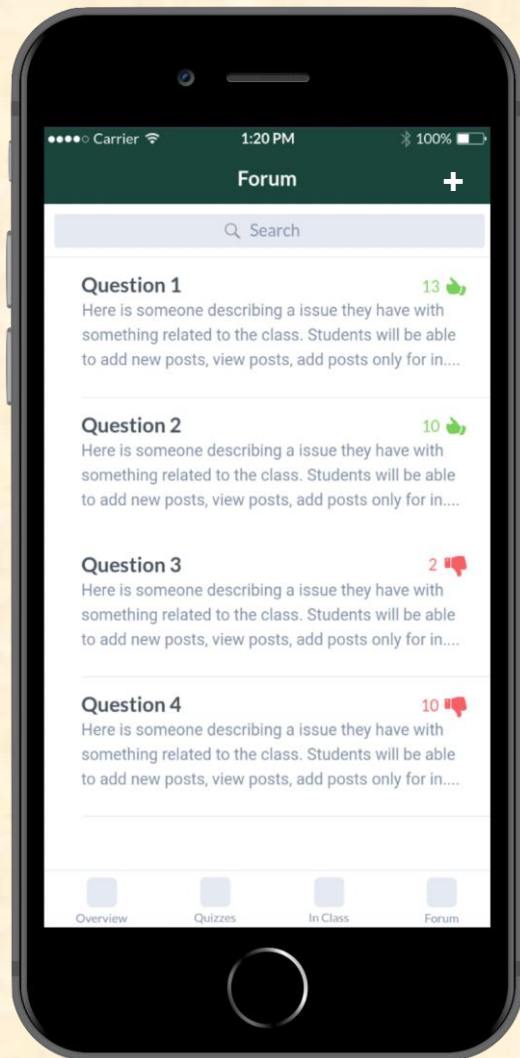 Carrier 1:20 PM 100%
Forum +
Search
Question 1 13
Here is someone describing a issue they have with
something related to the class. Students will be able
to add new posts, view posts, add posts only for in....
Question 2 10
Here is someone describing a issue they have with
something related to the class. Students will be able
to add new posts, view posts, add posts only for in....
Question 3 2
Here is someone describing a issue they have with
something related to the class. Students will be able
to add new posts, view posts, add posts only for in....
Question 4 10
Here is someone describing a issue they have with
something related to the class. Students will be able
to add new posts, view posts, add posts only for in....
Overview Quizzes In Class Forum